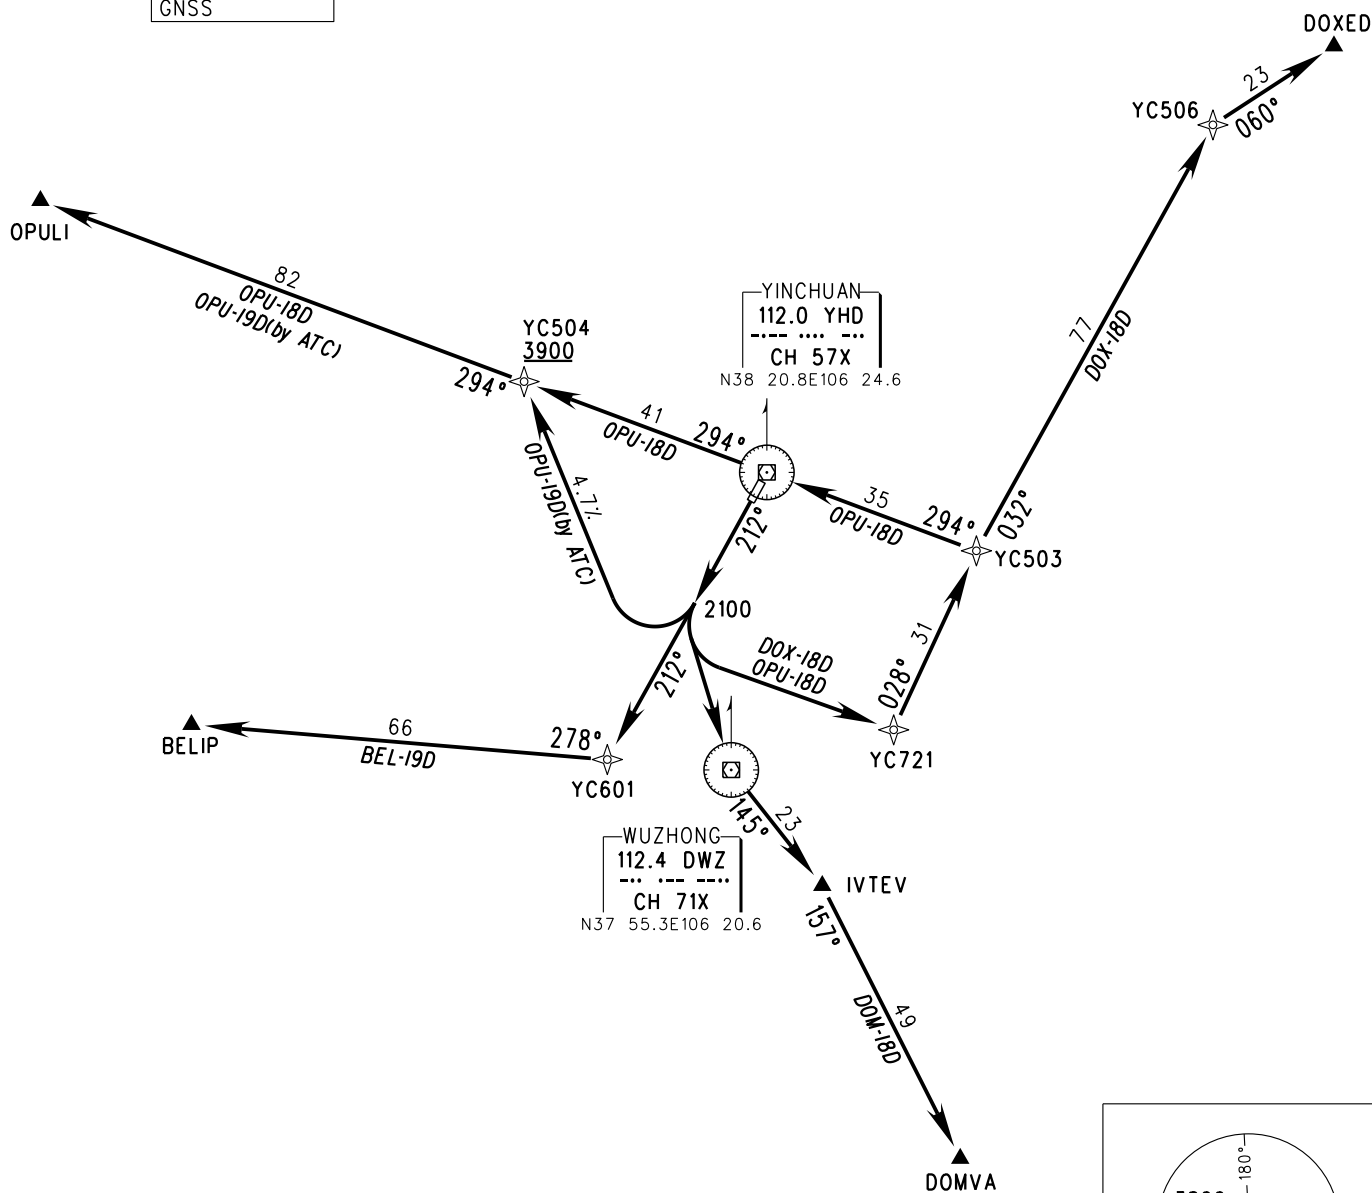 GNSS
DOXED
23
060°
YC506
OPULI
82
OPU-18D
OPU-19D(by ATC)
YINCHUAN
112.0 YHD
-·-- ···· -··
CH 57X
N38 20.8E106 24.6
77
DOX-18D
YC504
3900
294°
41
OPU-18D
294°
35
OPU-18D
294°
032°
YC503
4.7%
OPU-19D(by ATC)
212°
2100
31
028°
DOX-18D
OPU-18D
212°
YC721
BELIP
66
BEL-19D
278°
YC601
145°
23
WUZHONG
112.4 DWZ
-·· ·-- --··
CH 71X
N37 55.3E106 20.6
IVTEV
157°
49
DOM-18D
DOMVA
180°